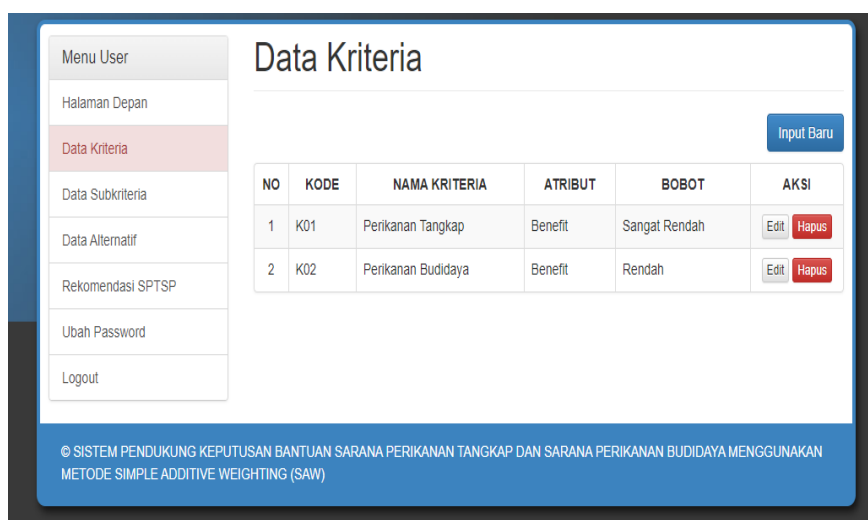 Menu User
Halaman Depan
Data Kriteria
Data Subkriteria
Data Alternatif
Rekomendasi SPTSP
Ubah Password
Logout
Data Kriteria
Input Baru
NO KODE NAMA KRITERIA ATRIBUT BOBOT AKSI
1 K01 Perikanan Tangkap Benefit Sangat Rendah Edit Hapus
2 K02 Perikanan Budidaya Benefit Rendah Edit Hapus
© SISTEM PENDUKUNG KEPUTUSAN BANTUAN SARANA PERIKANAN TANGKAP DAN SARANA PERIKANAN BUDIDAYA MENGGUNAKAN
METODE SIMPLE ADDITIVE WEIGHTING (SAW)